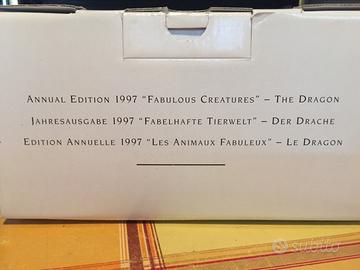 Annual Edition 1997 "Fabulous Creatures" – The Dragon
Jahresausgabe 1997 "Fabelhafte Tierwelt" – Der Drache
Edition Annuelle 1997 "Les Animaux Fabuleux" – Le Dragon
subito